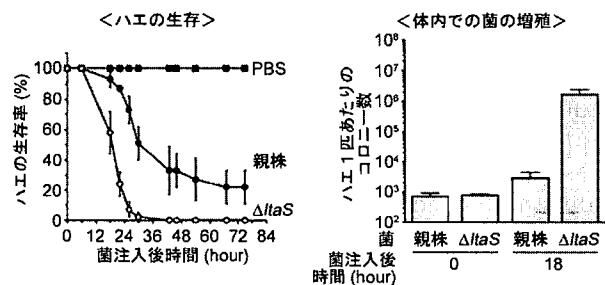 ＜ハエの生存＞
ハエの生存率 (%)
100
80
60
40
20
0
PBS
親株
ΔltaS
0 12 24 36 48 60 72 84
菌注入後時間 (hour)
＜体内での菌の増殖＞
ハエ1匹あたりの
コロニー数
10⁸
10⁷
10⁶
10⁵
10⁴
10³
10²
菌 親株 ΔltaS 親株 ΔltaS
菌注入後
時間 (hour) 0 18